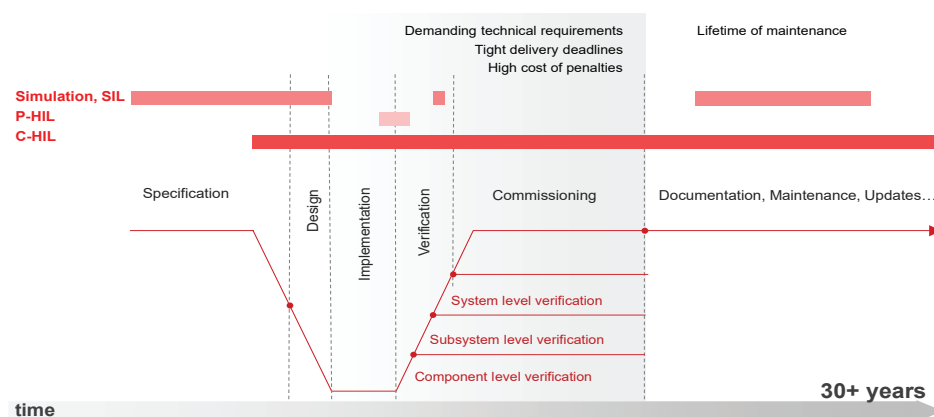 Demanding technical requirements
Tight delivery deadlines
High cost of penalties
Lifetime of maintenance
Simulation, SIL
P-HIL
C-HIL
Specification
Design
Implementation
Verification
Commissioning
Documentation, Maintenance, Updates…
System level verification
Subsystem level verification
Component level verification
30+ years
time